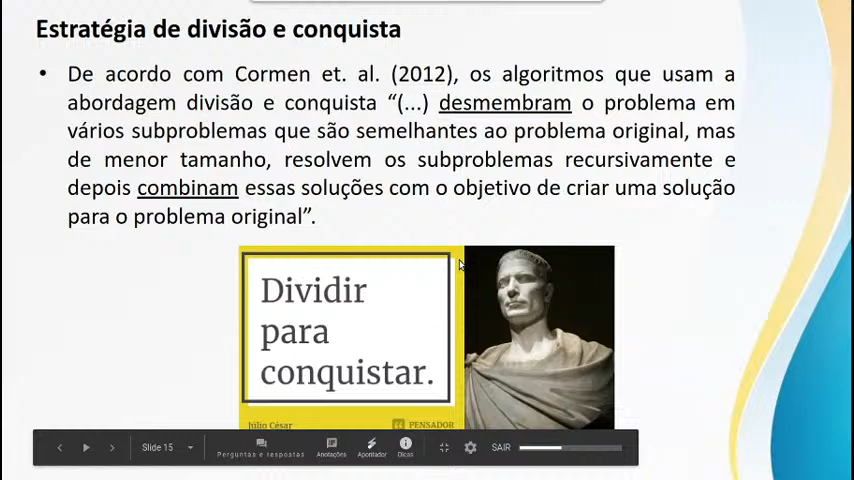 Estratégia de divisão e conquista
• De acordo com Cormen et. al. (2012), os algoritmos que usam a
abordagem divisão e conquista “(...) desmembram o problema em
vários subproblemas que são semelhantes ao problema original, mas
de menor tamanho, resolvem os subproblemas recursivamente e
depois combinam essas soluções com o objetivo de criar uma solução
para o problema original”.
Dividir
para
conquistar.
Júlio César
PENSADOR
Slide 15
Perguntas e respostas
Anotações
Apontador
Dicas
SAIR